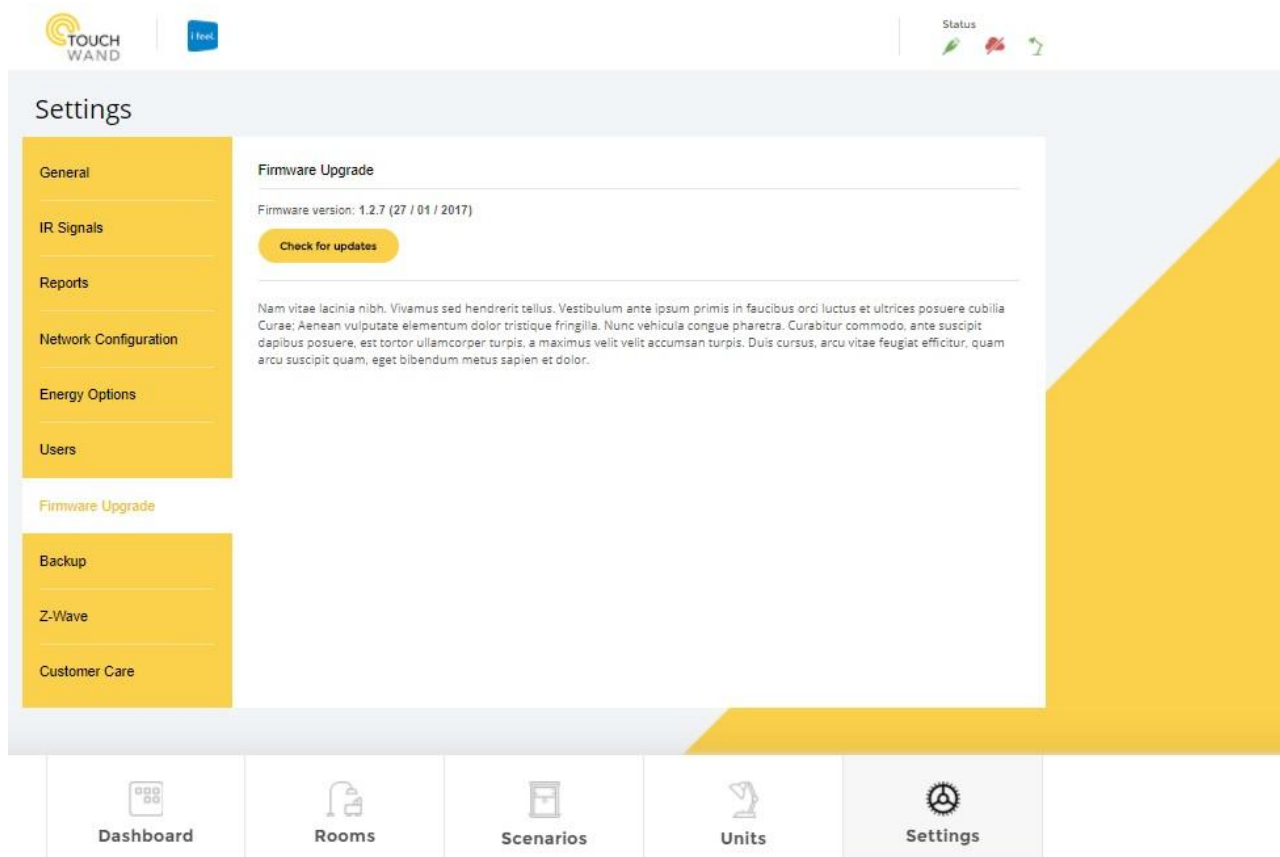 TOUCH
WAND
i feel.
Status
Settings
General
IR Signals
Reports
Network Configuration
Energy Options
Users
Firmware Upgrade
Backup
Z-Wave
Customer Care
Firmware Upgrade
Firmware version: 1.2.7 (27 / 01 / 2017)
Check for updates
Nam vitae lacinia nibh. Vivamus sed hendrerit tellus. Vestibulum ante ipsum primis in faucibus orci luctus et ultrices posuere cubilia
Curae; Aenean vulputate elementum dolor tristique fringilla. Nunc vehicula congue pharetra. Curabitur commodo, ante suscipit
dapibus posuere, est tortor ullamcorper turpis, a maximus velit velit accumsan turpis. Duis cursus, arcu vitae feugiat efficitur, quam
arcu suscipit quam, eget bibendum metus sapien et dolor.
Dashboard
Rooms
Scenarios
Units
Settings